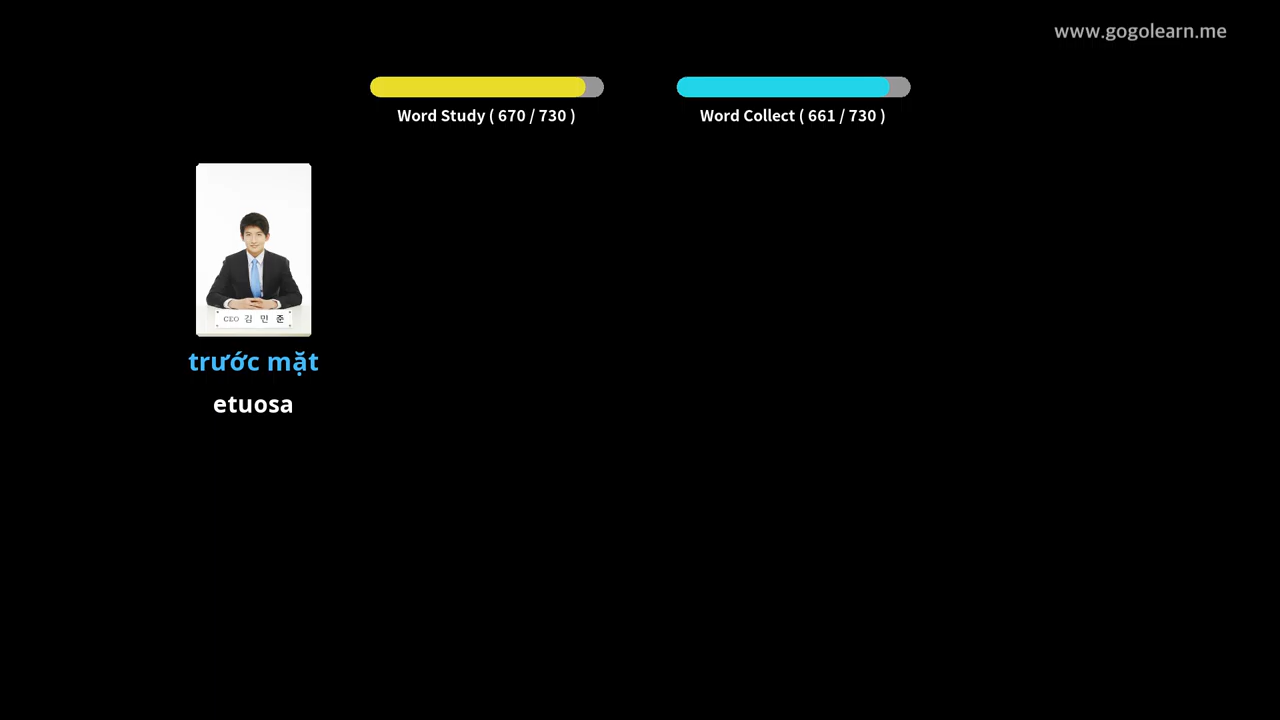 www.gogolearn.me
Word Study ( 670 / 730 )
Word Collect ( 661 / 730 )
CEO 김 민 준
trước mặt
etuosa